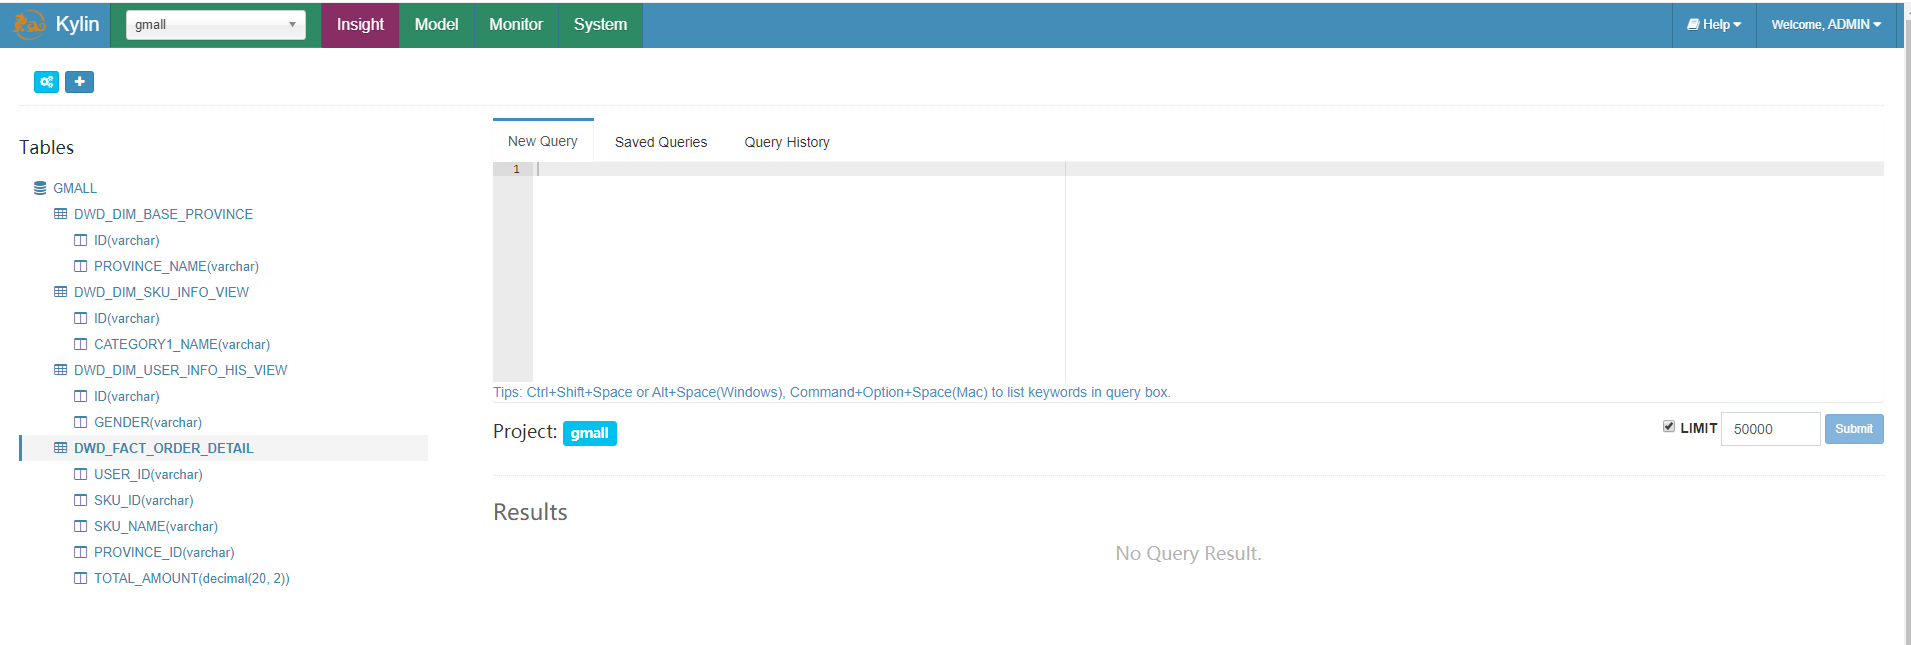 Kylin
gmall
Insight
Model
Monitor
System
Help
Welcome, ADMIN
Tables
GMALL
DWD_DIM_BASE_PROVINCE
ID(varchar)
PROVINCE_NAME(varchar)
DWD_DIM_SKU_INFO_VIEW
ID(varchar)
CATEGORY1_NAME(varchar)
DWD_DIM_USER_INFO_HIS_VIEW
ID(varchar)
GENDER(varchar)
DWD_FACT_ORDER_DETAIL
USER_ID(varchar)
SKU_ID(varchar)
SKU_NAME(varchar)
PROVINCE_ID(varchar)
TOTAL_AMOUNT(decimal(20, 2))
New Query
Saved Queries
Query History
1
Tips: Ctrl+Shift+Space or Alt+Space(Windows), Command+Option+Space(Mac) to list keywords in query box.
Project: gmall
LIMIT 50000 Submit
Results
No Query Result.